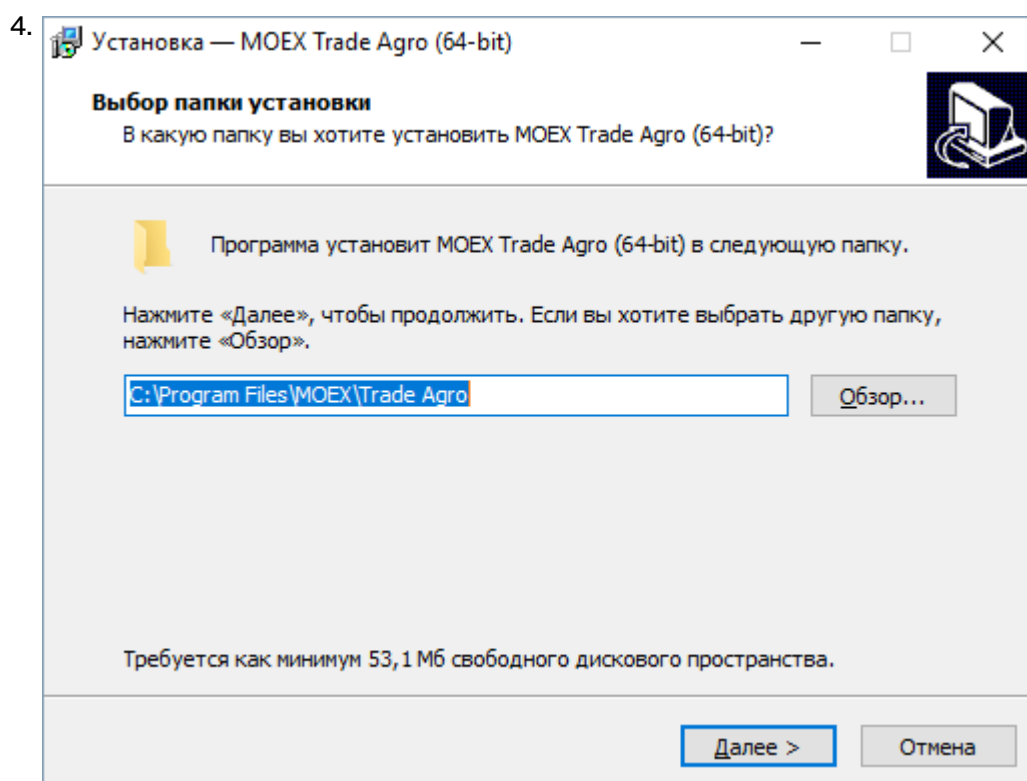 4.
Установка — MOEX Trade Agro (64-bit)
Выбор папки установки
В какую папку вы хотите установить MOEX Trade Agro (64-bit)?
Программа установит MOEX Trade Agro (64-bit) в следующую папку.
Нажмите «Далее», чтобы продолжить. Если вы хотите выбрать другую папку,
нажмите «Обзор».
C:\Program Files\MOEX\Trade Agro
Обзор...
Требуется как минимум 53,1 Мб свободного дискового пространства.
Далее >
Отмена